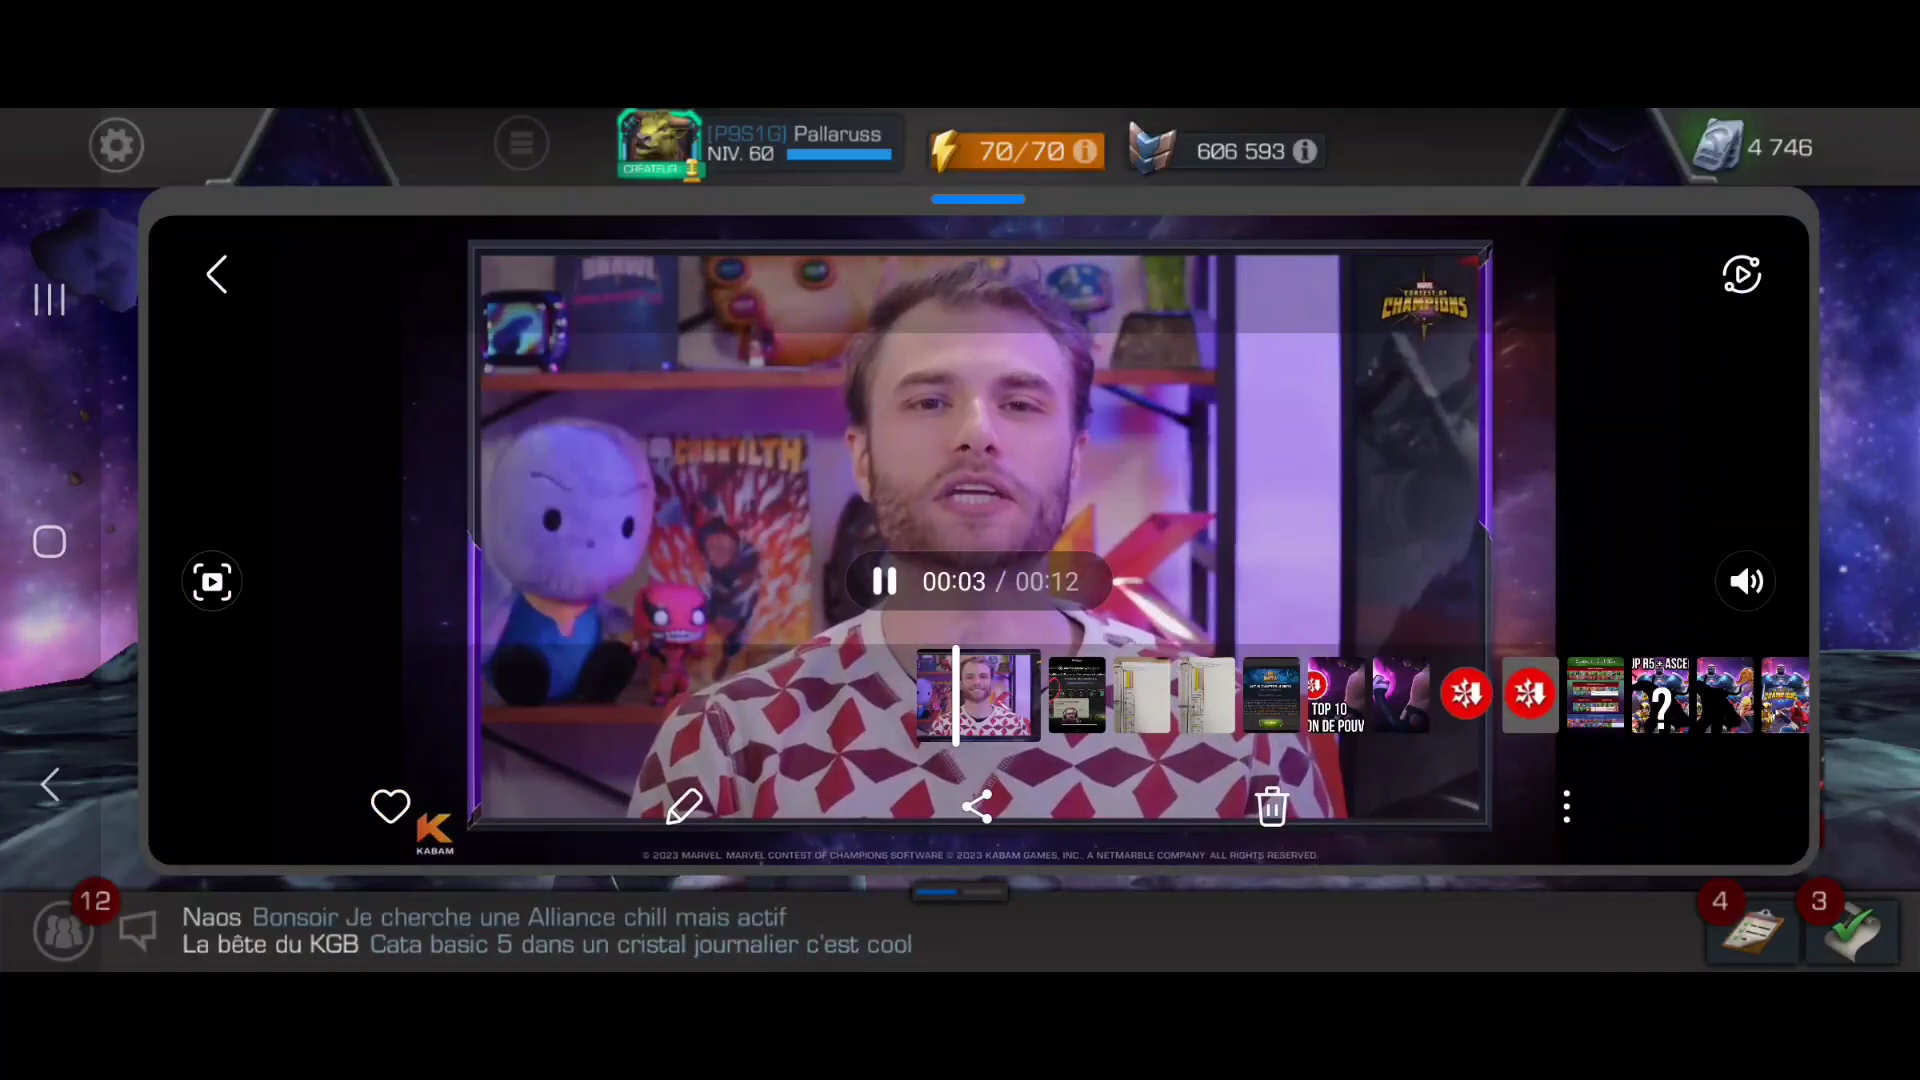 [P9S1G] Pallaruss
NIV. 60
CRÉATEUR
70/70
606 593
4 746
BRAWL
MARVEL
CONTEST OF
CHAMPIONS
00:03 / 00:12
TOP 10
ON DE POUV
UP R5 + ASCE
?
CHAMPIONS
KABAM
© 2023 MARVEL. MARVEL CONTEST OF CHAMPIONS SOFTWARE © 2023 KABAM GAMES, INC., A NETMARBLE COMPANY. ALL RIGHTS RESERVED.
12
4
3
Naos Bonsoir Je cherche une Alliance chill mais actif
La bête du KGB Cata basic 5 dans un cristal journalier c'est cool